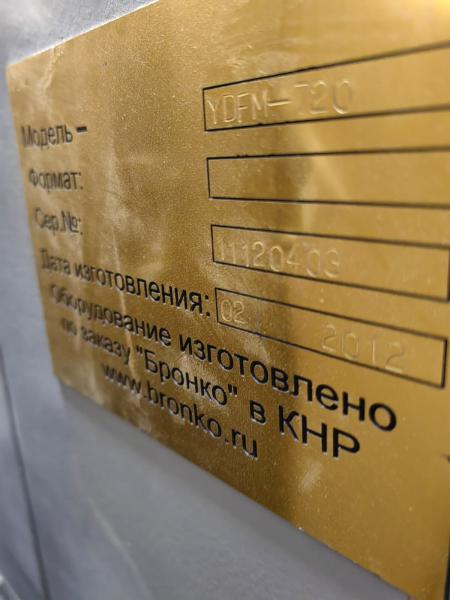 Модель – YDFM-720
Формат:
Сер.№: 11120403
Дата изготовления: 02 2012
Оборудование изготовлено
по заказу "Бронко" в КНР
www.bronko.ru